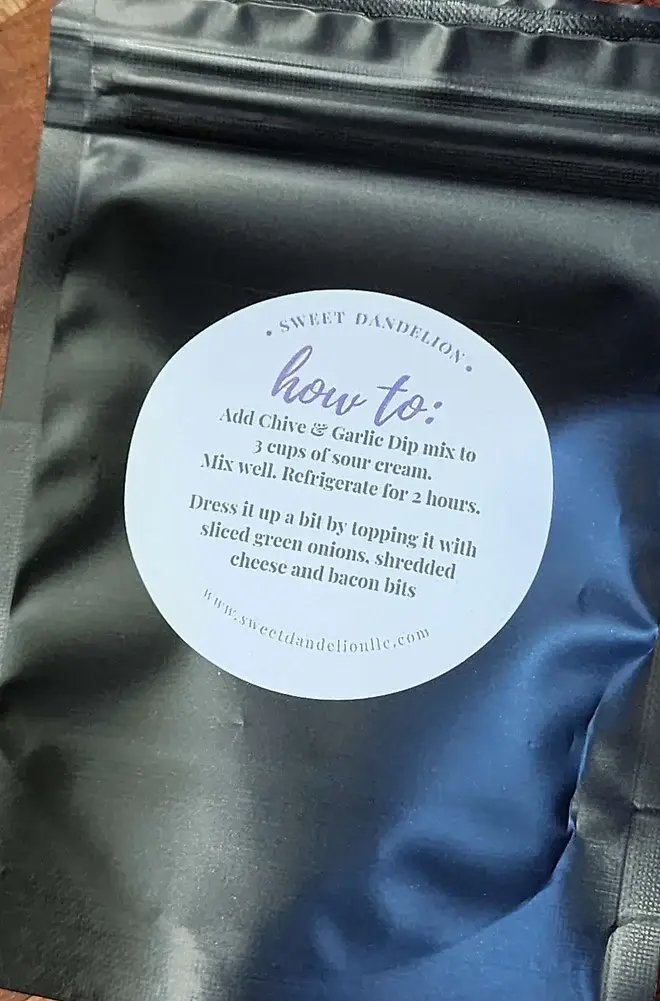 • SWEET DANDELION •
how to:
Add Chive & Garlic Dip mix to
3 cups of sour cream.
Mix well. Refrigerate for 2 hours.
Dress it up a bit by topping it with
sliced green onions, shredded
cheese and bacon bits
www.sweetdandelionllc.com